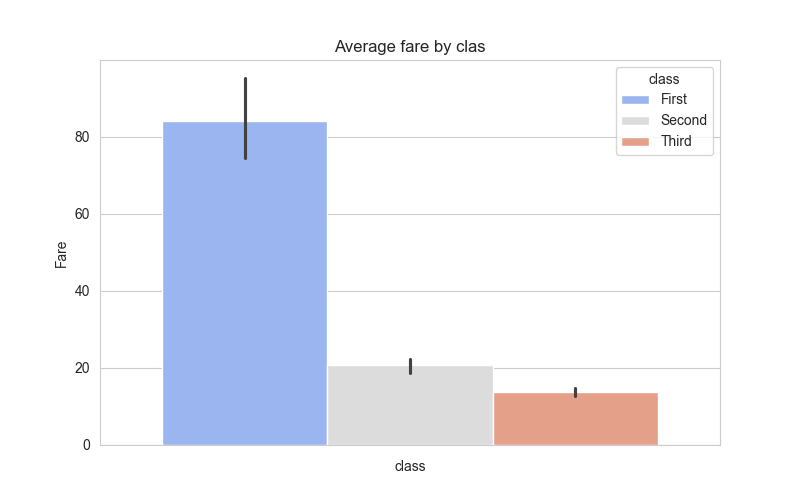 Average fare by clas
class
First
Second
Third
80
60
40
20
0
Fare
class